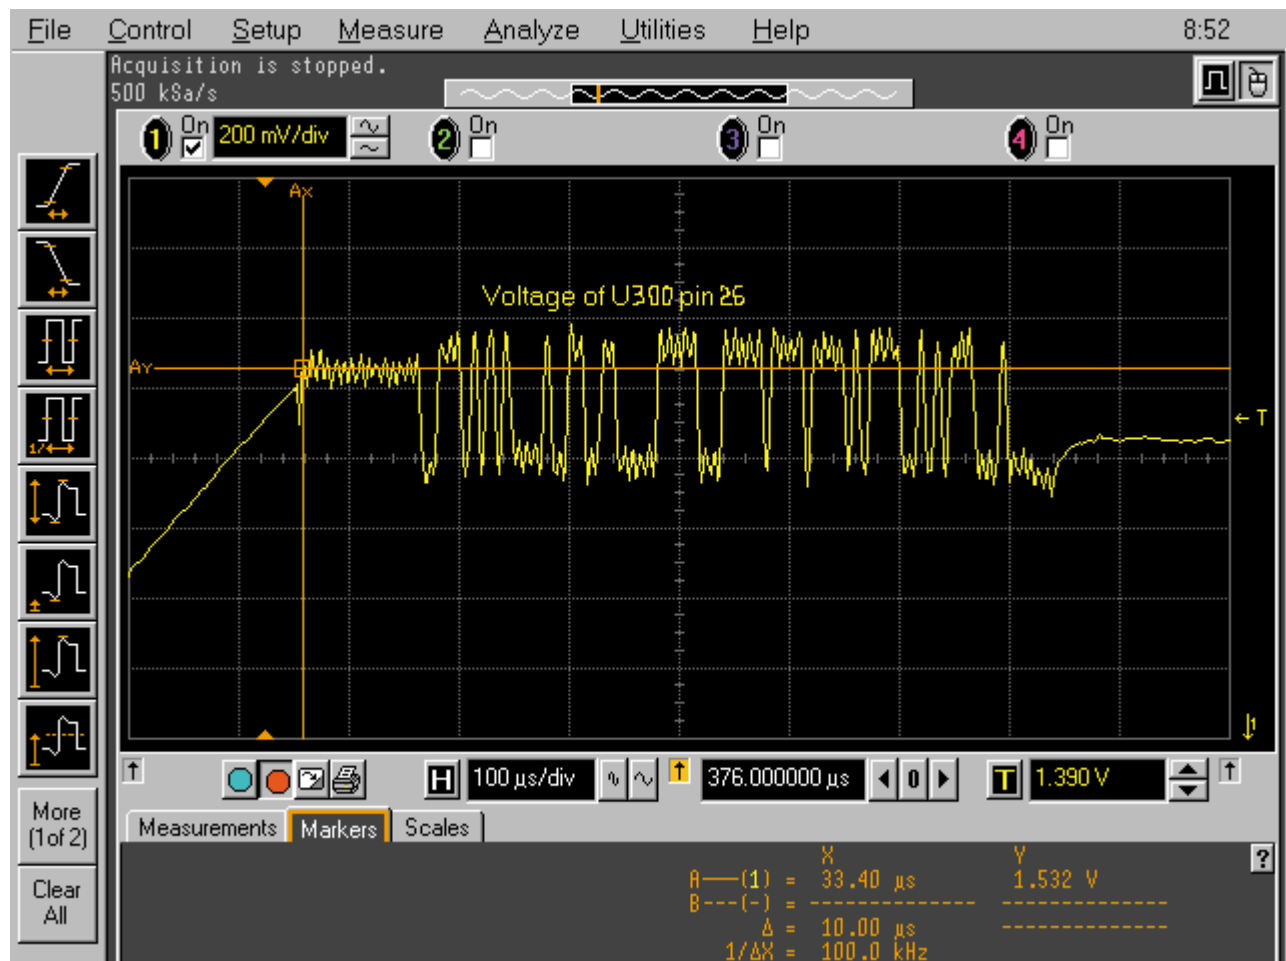 File Control Setup Measure Analyze Utilities Help 8:52
Acquisition is stopped.
500 kSa/s
1 On 200 mV/div 2 On 3 On 4 On
Ax
Voltage of U300 pin 26
Ay
T
1/
1
H 100 µs/div 376.000000 µs 0 T 1.390 V
More
(1 of 2)
Clear
All
Measurements Markers Scales
X Y
A——(1) = 33.40 µs 1.532 V
B---(-) = --------------- ---------------
Δ = 10.00 µs ---------------
1/ΔX = 100.0 kHz
?